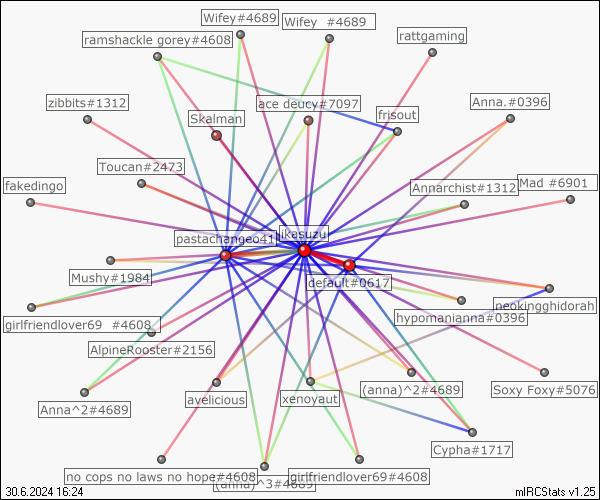 Wifey#4689
Wifey  #4689
ramshackle gorey#4608
rattgaming
zibbits#1312
ace deucy#7097
Anna.#0396
Skalman
frisout
Toucan#2473
fakedingo
Annarchist#1312
Mad #6901
pastachangeo41
ikasuzu
Mushy#1984
default#0617
neokingghidorah
girlfriendlover69  #4608
hypomanianna#0396
AlpineRooster#2156
Anna^2#4689
avelicious
xenoyaut
(anna)^2#4689
Soxy Foxy#5076
Cypha#1717
no cops no laws no hope#4608
(anna)^3#4689
girlfriendlover69#4608
30.6.2024 16:24
mIRCStats v1.25